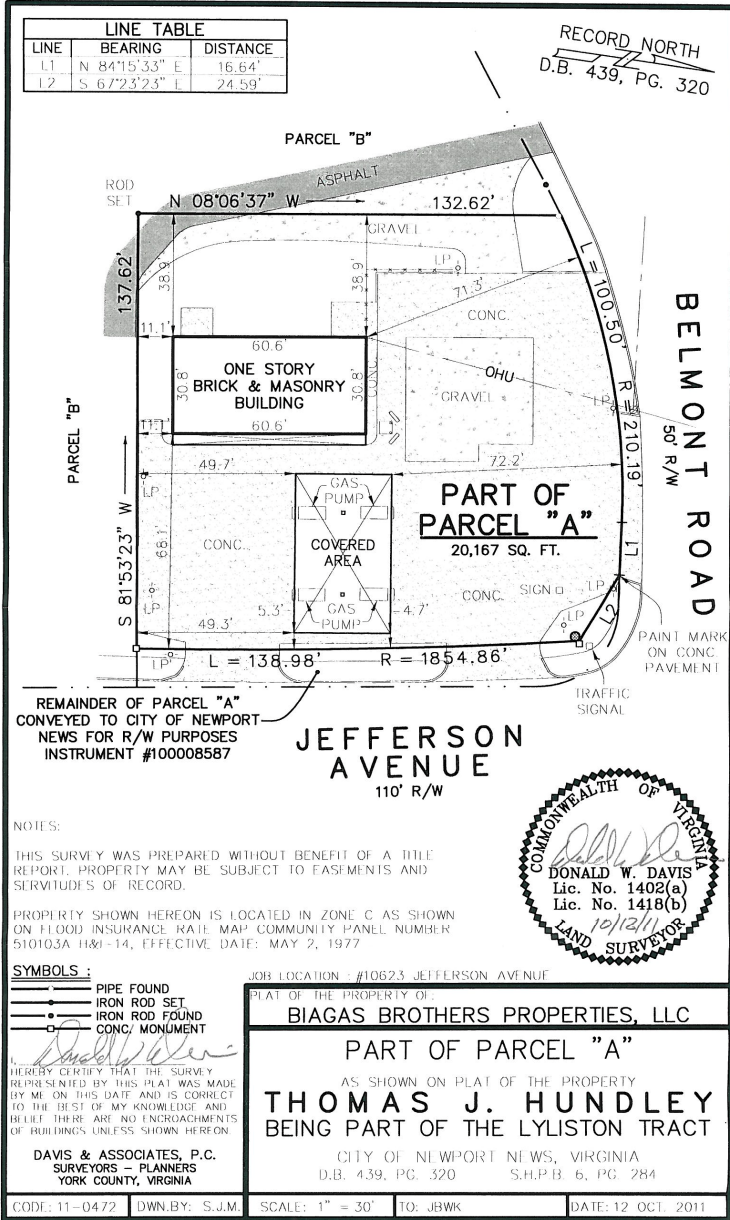 LINE TABLE
LINE BEARING DISTANCE
L1 N 84°15'33" E 16.64'
L2 S 67°23'23" E 24.59'
RECORD NORTH
D.B. 439, PG. 320
PARCEL "B"
ROD
SET
ASPHALT
N 08°06'37" W
132.62'
GRAVEL
137.62'
38.9'
38.9'
LP
71.3'
L = 100.50'
R = 210.19'
CONC.
11.1'
60.6'
ONE STORY
BRICK & MASONRY
BUILDING
30.8'
30.8'
CONC.
OHU
GRAVEL
LP
BELMONT ROAD
50' R/W
11.1'
60.6'
PARCEL "B"
S 81°53'23" W
49.7'
72.2'
LP
GAS
PUMP
PART OF
PARCEL "A"
20,167 SQ. FT.
68.1'
CONC.
COVERED
AREA
L1
CONC.
SIGN
LP
LP
GAS
PUMP
5.3'
4.7'
49.3'
LP
L2
PAINT MARK
ON CONC.
PAVEMENT
LP
L = 138.98'
R = 1854.86'
TRAFFIC
SIGNAL
REMAINDER OF PARCEL "A"
CONVEYED TO CITY OF NEWPORT
NEWS FOR R/W PURPOSES
INSTRUMENT #100008587
JEFFERSON
AVENUE
110' R/W
COMMONWEALTH OF VIRGINIA
DONALD W. DAVIS
Lic. No. 1402(a)
Lic. No. 1418(b)
10/12/11
LAND SURVEYOR
NOTES:
THIS SURVEY WAS PREPARED WITHOUT BENEFIT OF A TITLE
REPORT. PROPERTY MAY BE SUBJECT TO EASEMENTS AND
SERVITUDES OF RECORD.
PROPERTY SHOWN HEREON IS LOCATED IN ZONE C AS SHOWN
ON FLOOD INSURANCE RATE MAP COMMUNITY PANEL NUMBER
510103A H&I-14, EFFECTIVE DATE: MAY 2, 1977
SYMBOLS :
PIPE FOUND
IRON ROD SET
IRON ROD FOUND
CONC. MONUMENT
HEREBY CERTIFY THAT THE SURVEY
REPRESENTED BY THIS PLAT WAS MADE
BY ME ON THIS DATE AND IS CORRECT
TO THE BEST OF MY KNOWLEDGE AND
BELIEF THERE ARE NO ENCROACHMENTS
OF BUILDINGS UNLESS SHOWN HEREON
DAVIS & ASSOCIATES, P.C.
SURVEYORS – PLANNERS
YORK COUNTY, VIRGINIA
JOB LOCATION : #10623 JEFFERSON AVENUE
PLAT OF THE PROPERTY OF:
BIAGAS BROTHERS PROPERTIES, LLC
PART OF PARCEL "A"
AS SHOWN ON PLAT OF THE PROPERTY
THOMAS J. HUNDLEY
BEING PART OF THE LYLISTON TRACT
CITY OF NEWPORT NEWS, VIRGINIA
D.B. 439, PG. 320 S.H.P.B. 6, PG. 284
CODE: 11-0472 DWN.BY: S.J.M. SCALE: 1" = 30' TO: JBWK DATE: 12 OCT. 2011